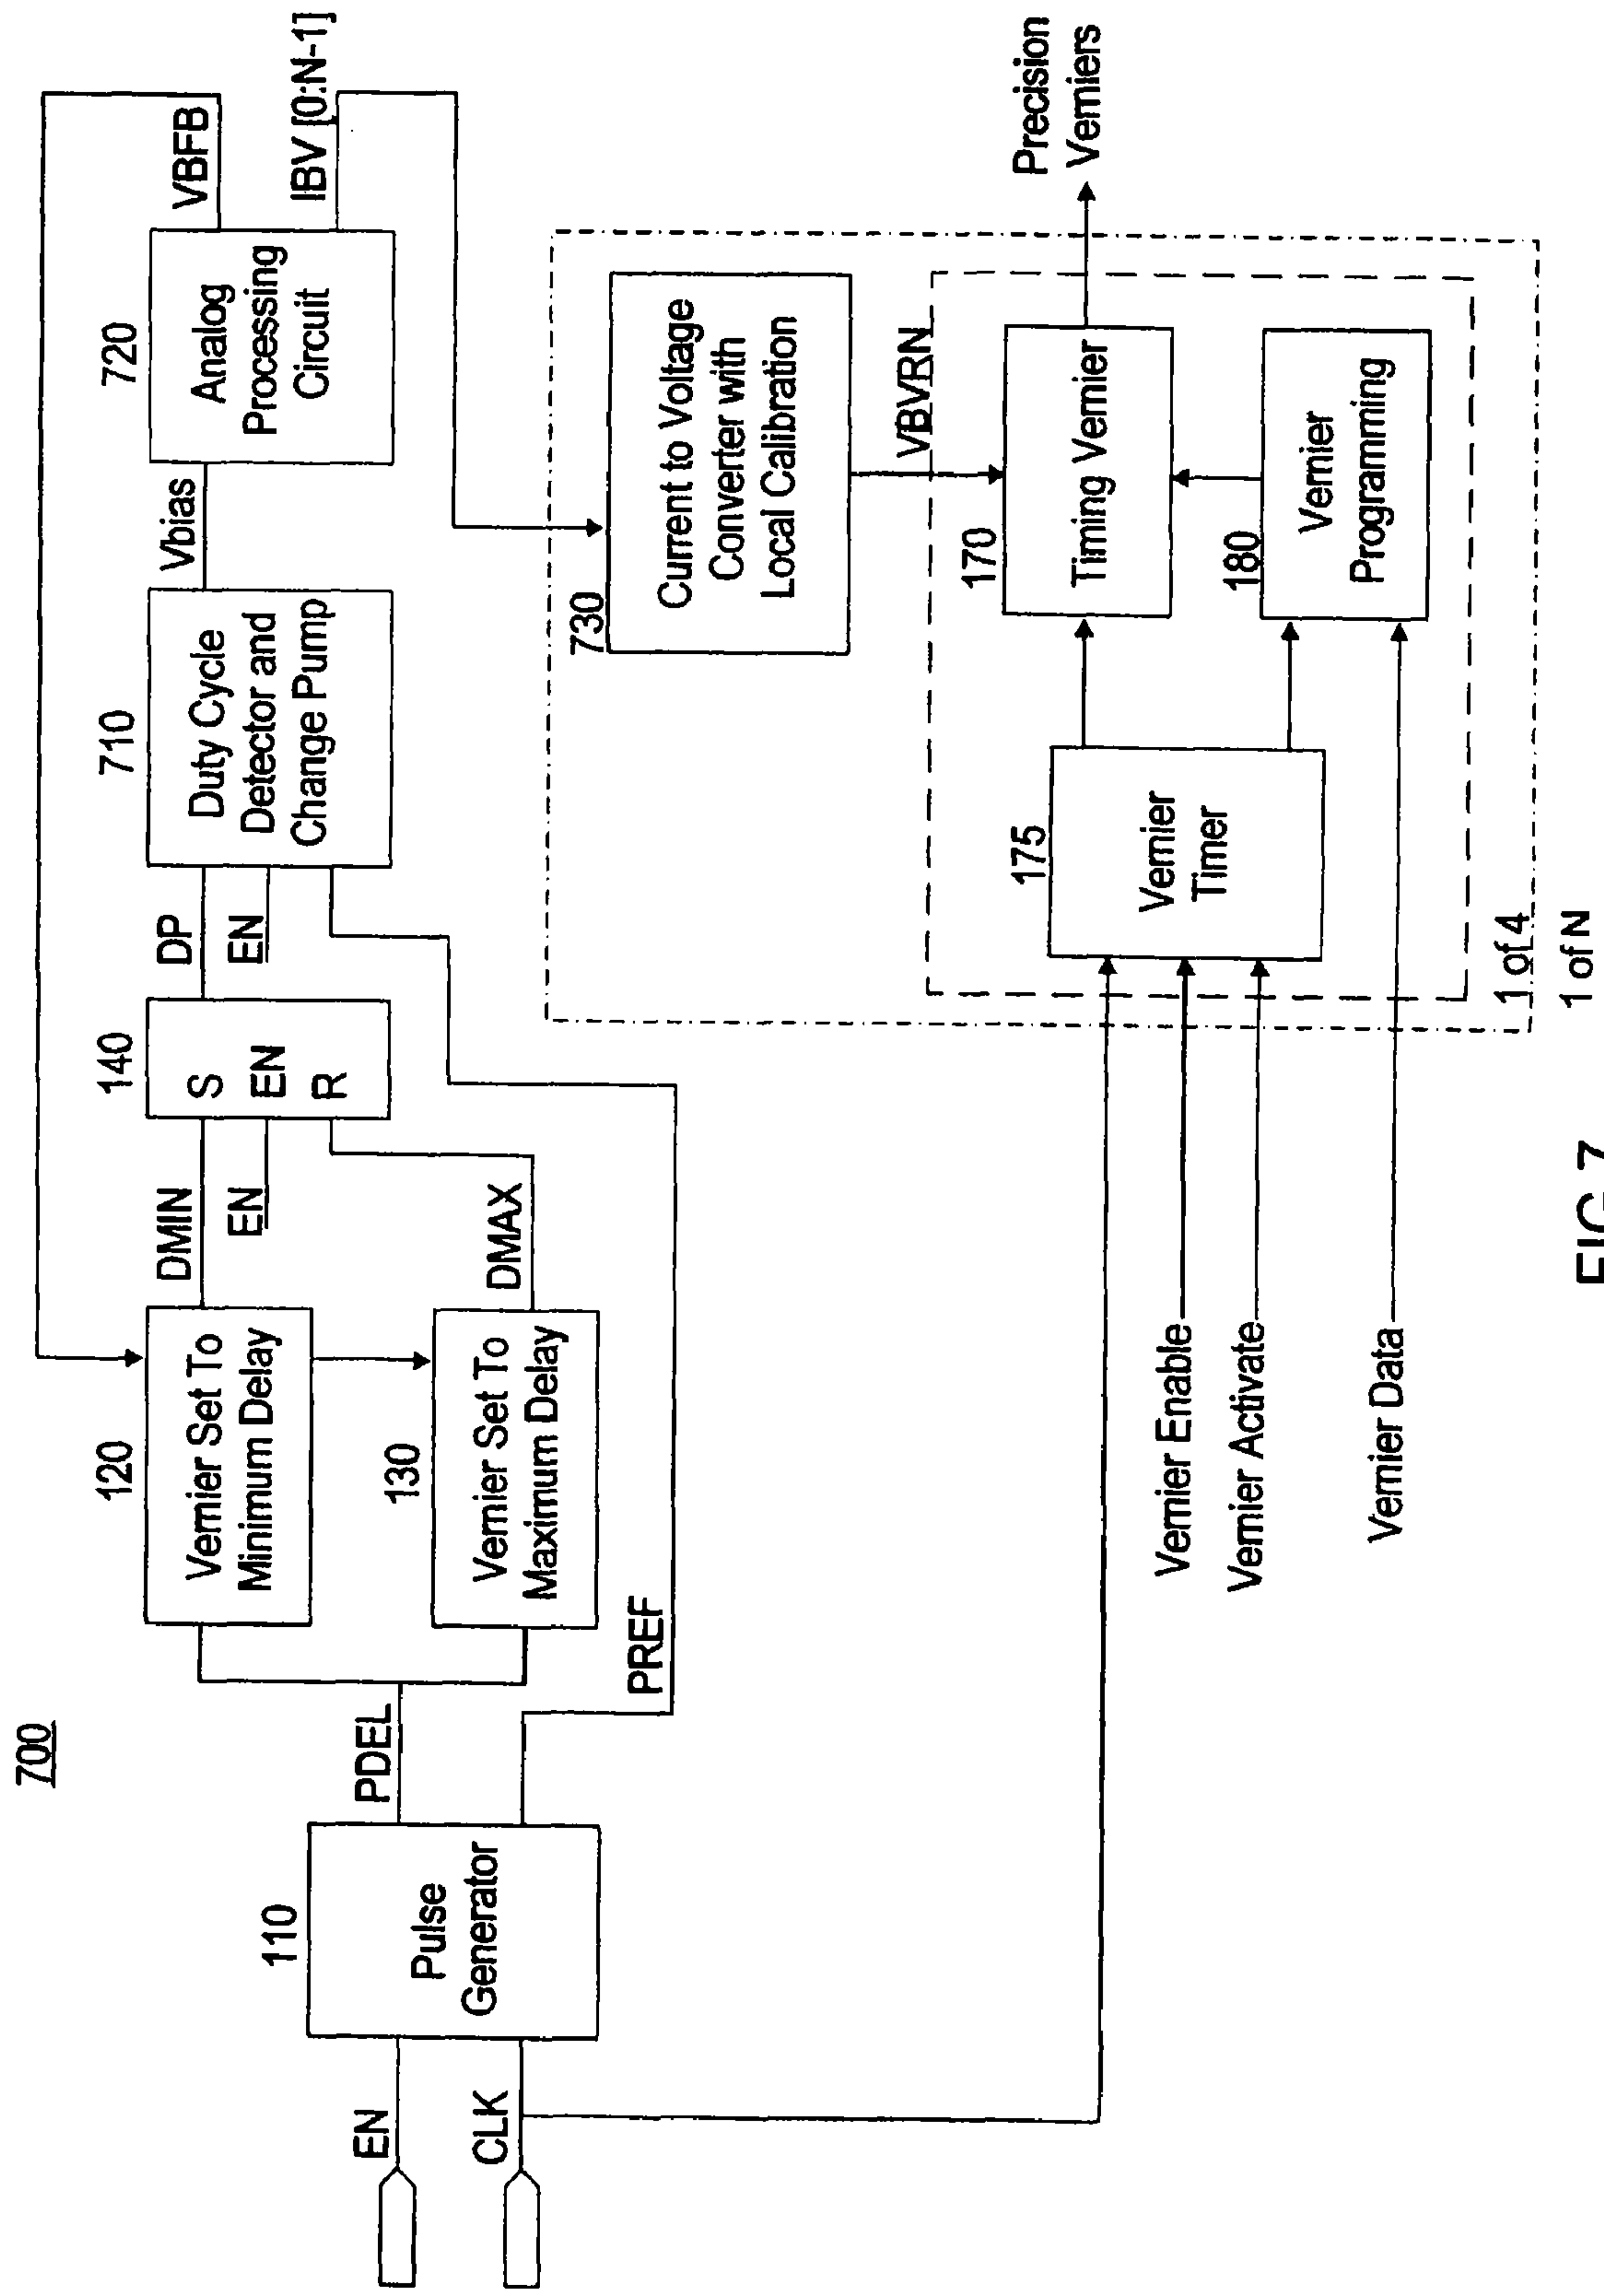 700
EN
CLK
110
Pulse
Generator
PDEL
PREF
120
Vernier Set To
Minimum Delay
130
Vernier Set To
Maximum Delay
DMIN
EN
DMAX
140
S
EN
R
DP
EN
710
Duty Cycle
Detector and
Change Pump
Vbias
720
Analog
Processing
Circuit
VBFB
IBV [0:N-1]
730
Current to Voltage
Converter with
Local Calibration
VBVRN
170
Timing Vernier
Precision
Verniers
175
Vernier
Timer
180
Vernier
Programming
Vernier Enable
Vernier Activate
Vernier Data
1 of 4
1 of N
FIG 7